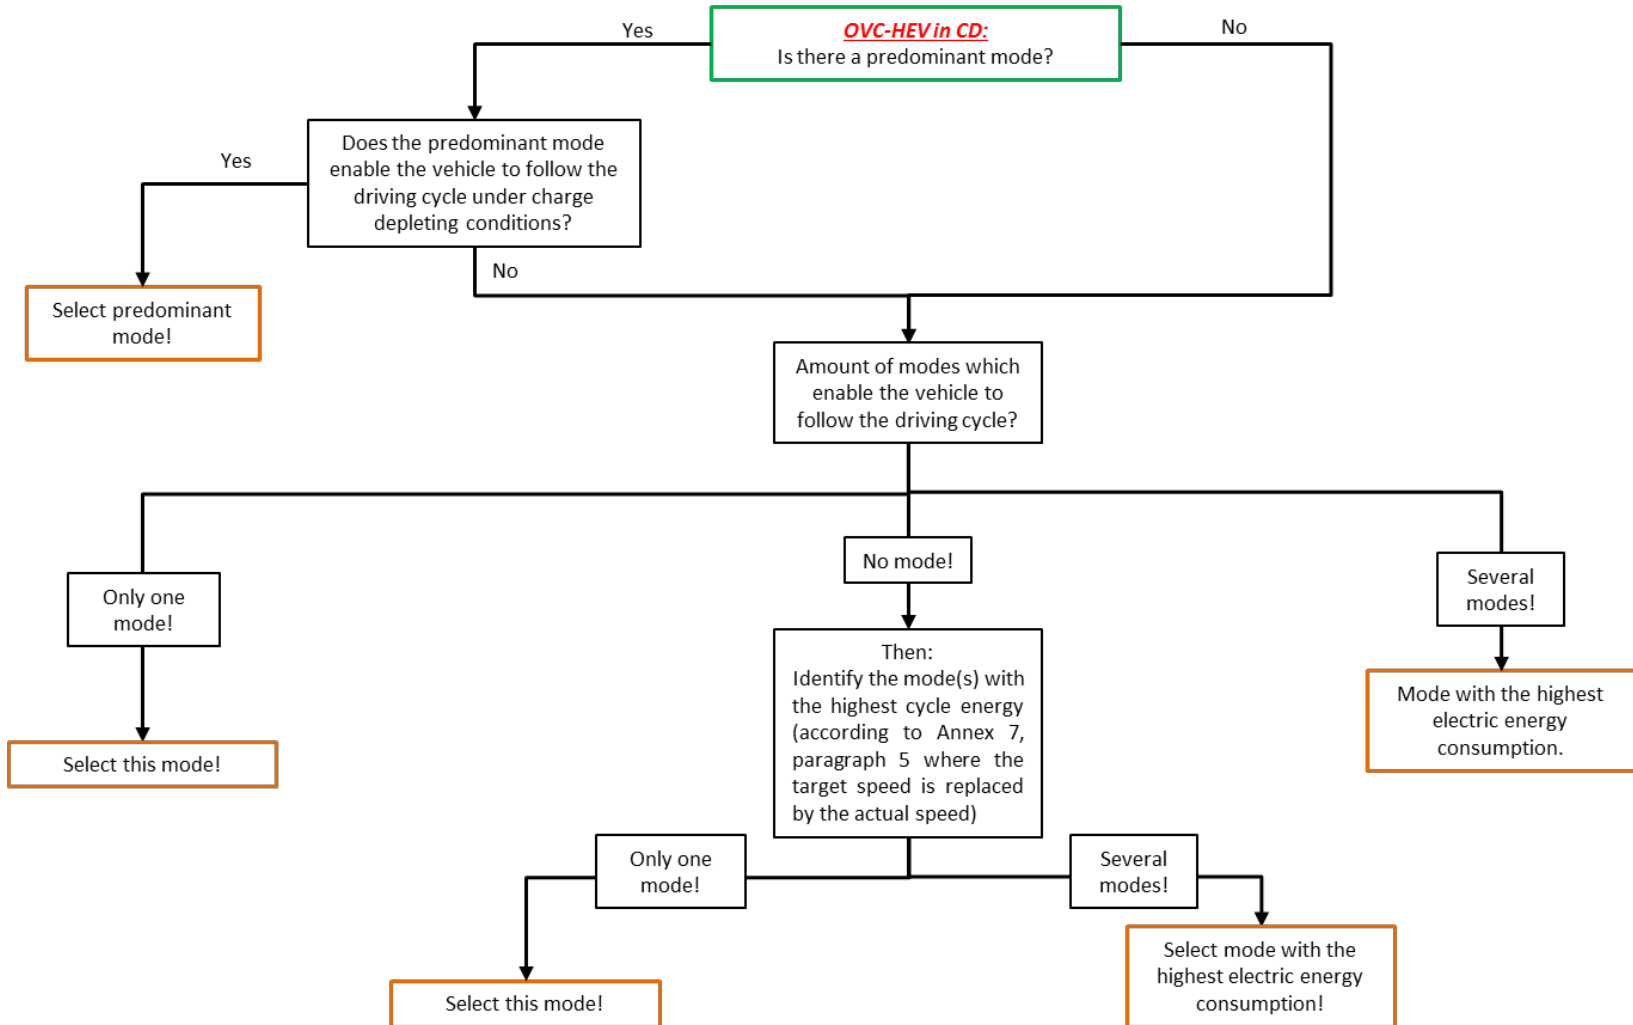 OVC-HEV in CD:
Is there a predominant mode?
Yes
No
Does the predominant mode
enable the vehicle to follow the
driving cycle under charge
depleting conditions?
Yes
No
Select predominant
mode!
Amount of modes which
enable the vehicle to
follow the driving cycle?
Only one
mode!
No mode!
Several
modes!
Select this mode!
Then:
Identify the mode(s) with
the highest cycle energy
(according to Annex 7,
paragraph 5 where the
target speed is replaced
by the actual speed)
Mode with the highest
electric energy
consumption.
Only one
mode!
Several
modes!
Select this mode!
Select mode with the
highest electric energy
consumption!